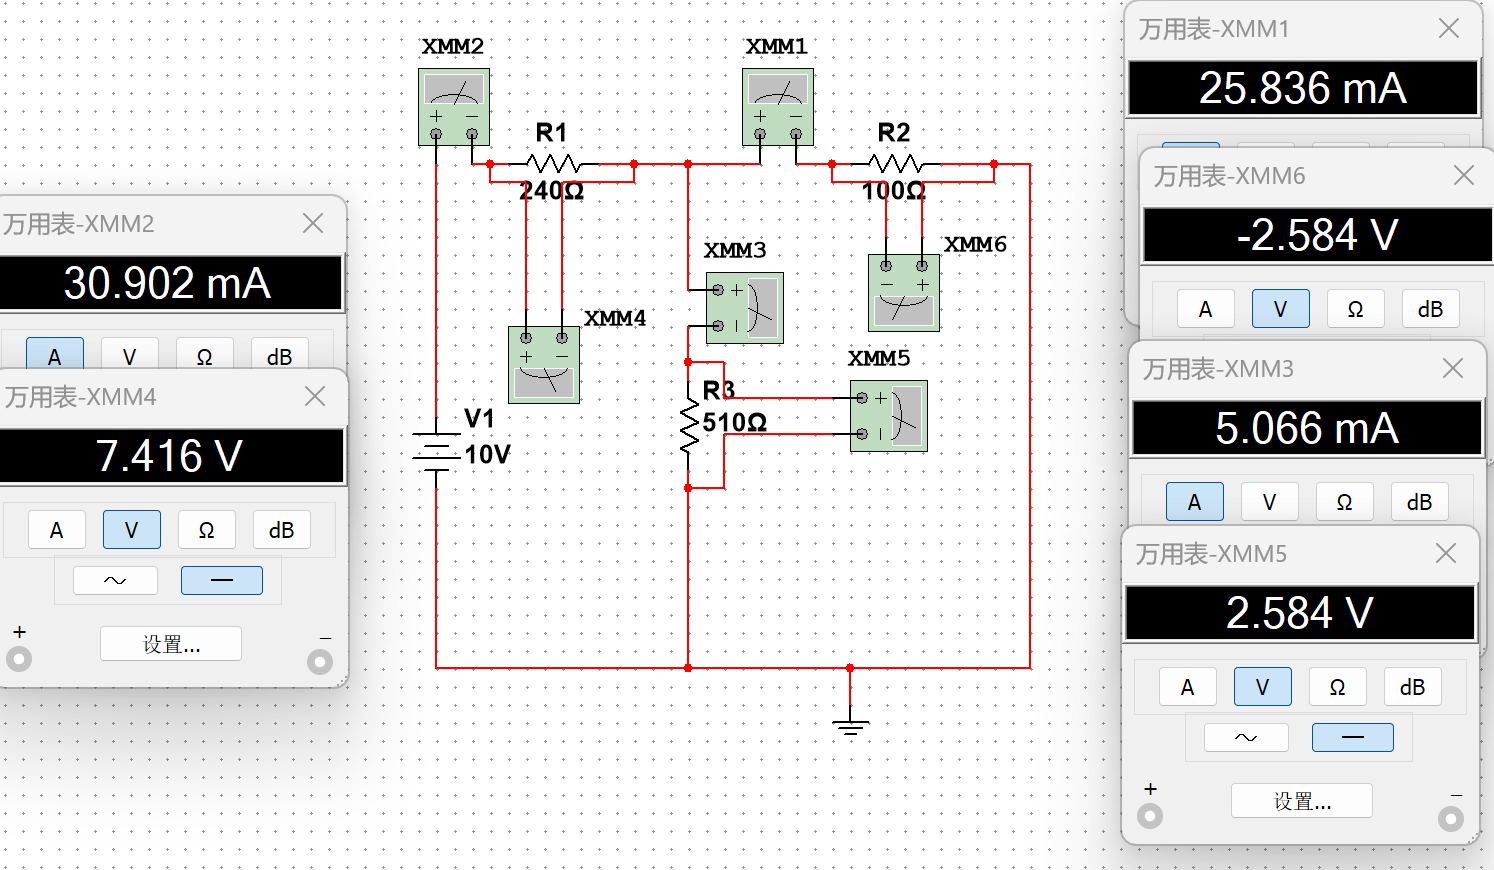 XMM2
+ −
R1
240Ω
XMM1
+ −
R2
100Ω
XMM3
+
−
XMM6
− +
XMM4
+ −
XMM5
+
−
R3
510Ω
V1
10V
万用表-XMM2
30.902 mA
A V Ω dB
万用表-XMM4
7.416 V
A V Ω dB
~ —
+ −
设置...
万用表-XMM1
25.836 mA
万用表-XMM6
-2.584 V
A V Ω dB
万用表-XMM3
5.066 mA
A V Ω dB
万用表-XMM5
2.584 V
A V Ω dB
~ —
+ −
设置...